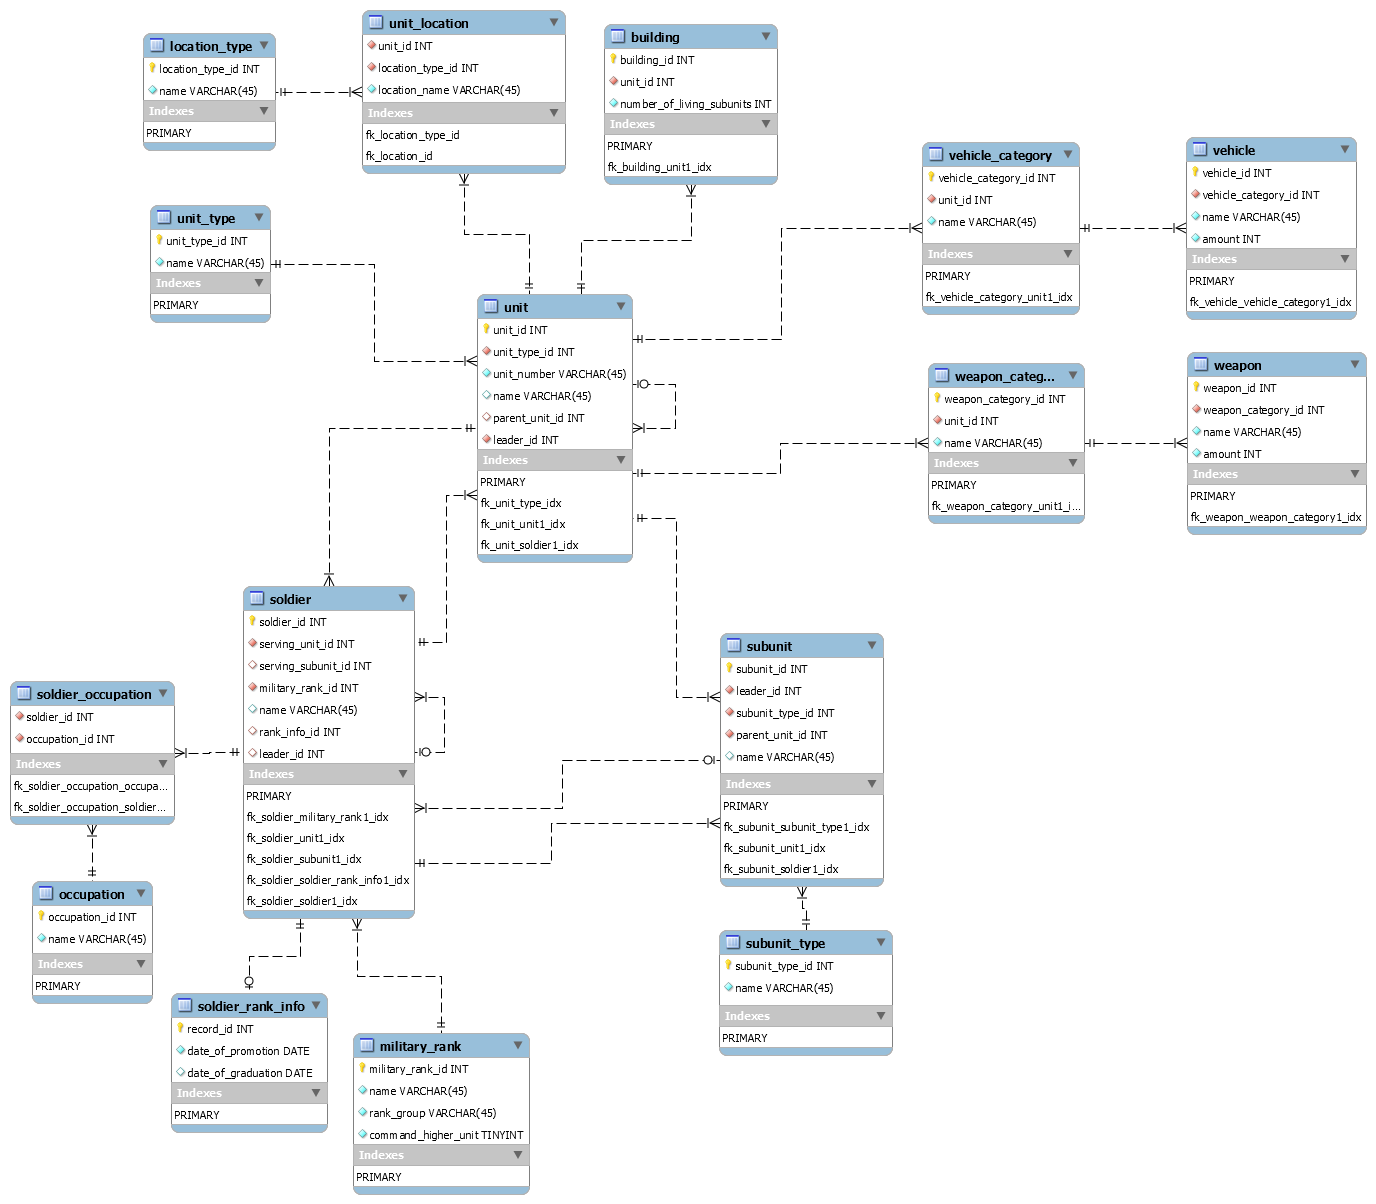 location_type
location_type_id INT
name VARCHAR(45)
Indexes
PRIMARY
unit_location
unit_id INT
location_type_id INT
location_name VARCHAR(45)
Indexes
fk_location_type_id
fk_location_id
building
building_id INT
unit_id INT
number_of_living_subunits INT
Indexes
PRIMARY
fk_building_unit1_idx
vehicle_category
vehicle_category_id INT
unit_id INT
name VARCHAR(45)
Indexes
PRIMARY
fk_vehicle_category_unit1_idx
vehicle
vehicle_id INT
vehicle_category_id INT
name VARCHAR(45)
amount INT
Indexes
PRIMARY
fk_vehicle_vehicle_category1_idx
unit_type
unit_type_id INT
name VARCHAR(45)
Indexes
PRIMARY
unit
unit_id INT
unit_type_id INT
unit_number VARCHAR(45)
name VARCHAR(45)
parent_unit_id INT
leader_id INT
Indexes
PRIMARY
fk_unit_type_idx
fk_unit_unit1_idx
fk_unit_soldier1_idx
weapon_categ...
weapon_category_id INT
unit_id INT
name VARCHAR(45)
Indexes
PRIMARY
fk_weapon_category_unit1_i...
weapon
weapon_id INT
weapon_category_id INT
name VARCHAR(45)
amount INT
Indexes
PRIMARY
fk_weapon_weapon_category1_idx
soldier
soldier_id INT
serving_unit_id INT
serving_subunit_id INT
military_rank_id INT
name VARCHAR(45)
rank_info_id INT
leader_id INT
Indexes
PRIMARY
fk_soldier_military_rank1_idx
fk_soldier_unit1_idx
fk_soldier_subunit1_idx
fk_soldier_soldier_rank_info1_idx
fk_soldier_soldier1_idx
subunit
subunit_id INT
leader_id INT
subunit_type_id INT
parent_unit_id INT
name VARCHAR(45)
Indexes
PRIMARY
fk_subunit_subunit_type1_idx
fk_subunit_unit1_idx
fk_subunit_soldier1_idx
soldier_occupation
soldier_id INT
occupation_id INT
Indexes
fk_soldier_occupation_occupa...
fk_soldier_occupation_soldier...
occupation
occupation_id INT
name VARCHAR(45)
Indexes
PRIMARY
soldier_rank_info
record_id INT
date_of_promotion DATE
date_of_graduation DATE
Indexes
PRIMARY
military_rank
military_rank_id INT
name VARCHAR(45)
rank_group VARCHAR(45)
command_higher_unit TINYINT
Indexes
PRIMARY
subunit_type
subunit_type_id INT
name VARCHAR(45)
Indexes
PRIMARY